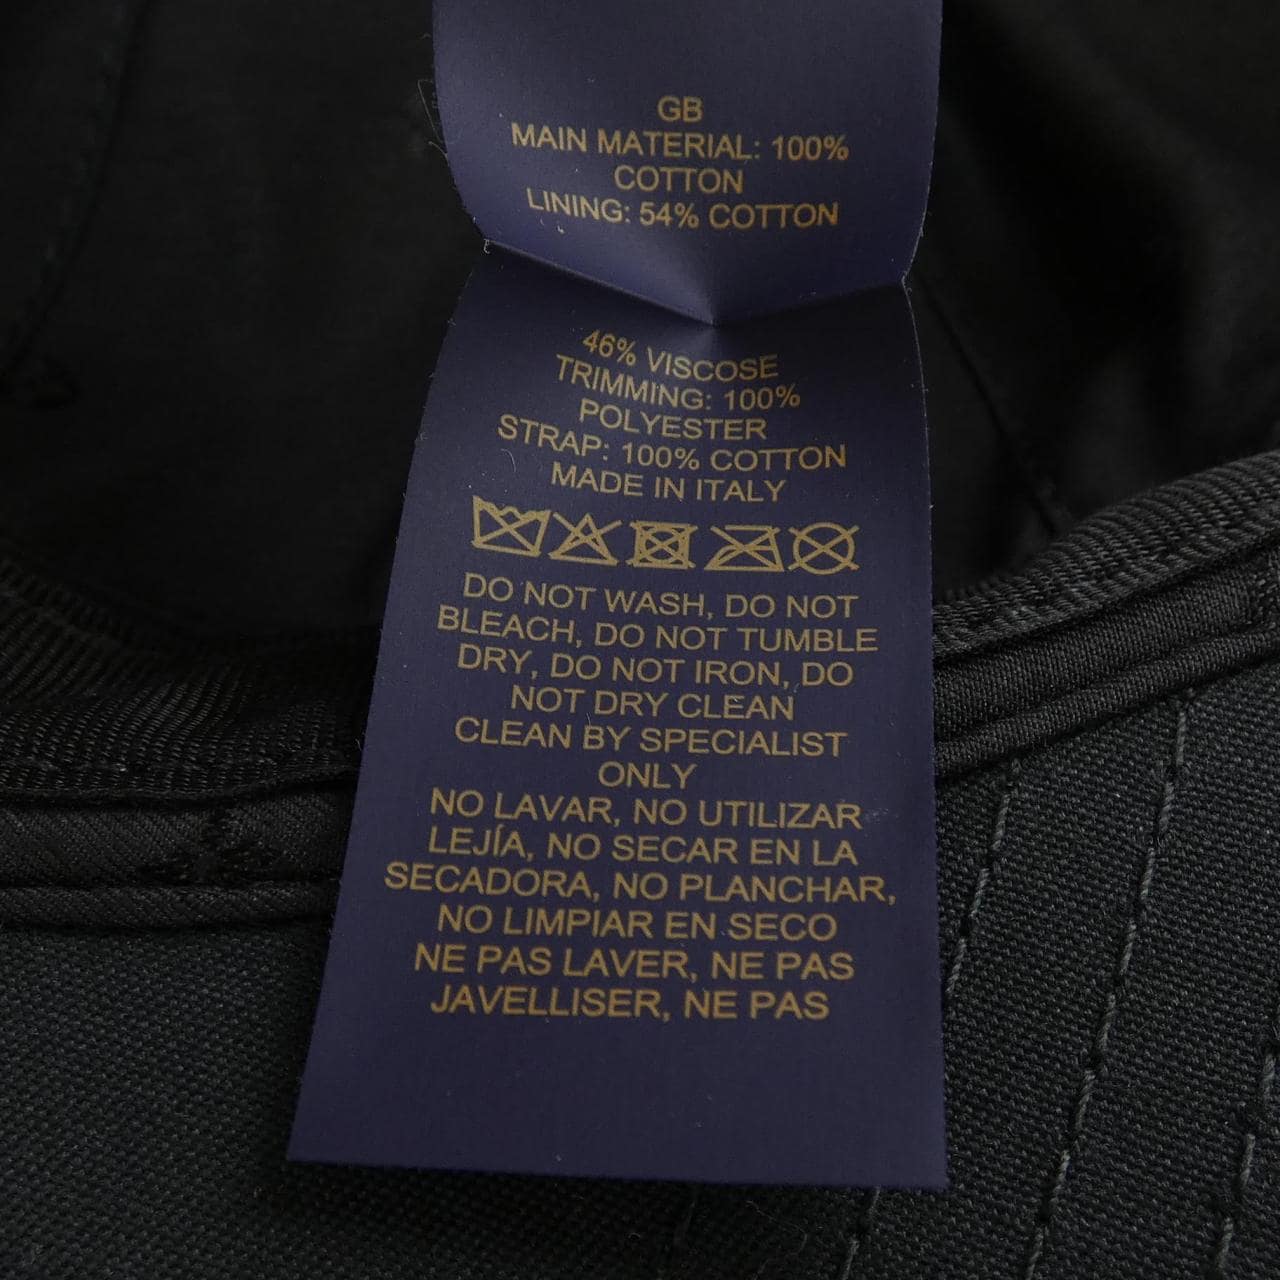 GB
MAIN MATERIAL: 100%
COTTON
LINING: 54% COTTON
46% VISCOSE
TRIMMING: 100%
POLYESTER
STRAP: 100% COTTON
MADE IN ITALY
DO NOT WASH, DO NOT
BLEACH, DO NOT TUMBLE
DRY, DO NOT IRON, DO
NOT DRY CLEAN
CLEAN BY SPECIALIST
ONLY
NO LAVAR, NO UTILIZAR
LEJÍA, NO SECAR EN LA
SECADORA, NO PLANCHAR,
NO LIMPIAR EN SECO
NE PAS LAVER, NE PAS
JAVELLISER, NE PAS